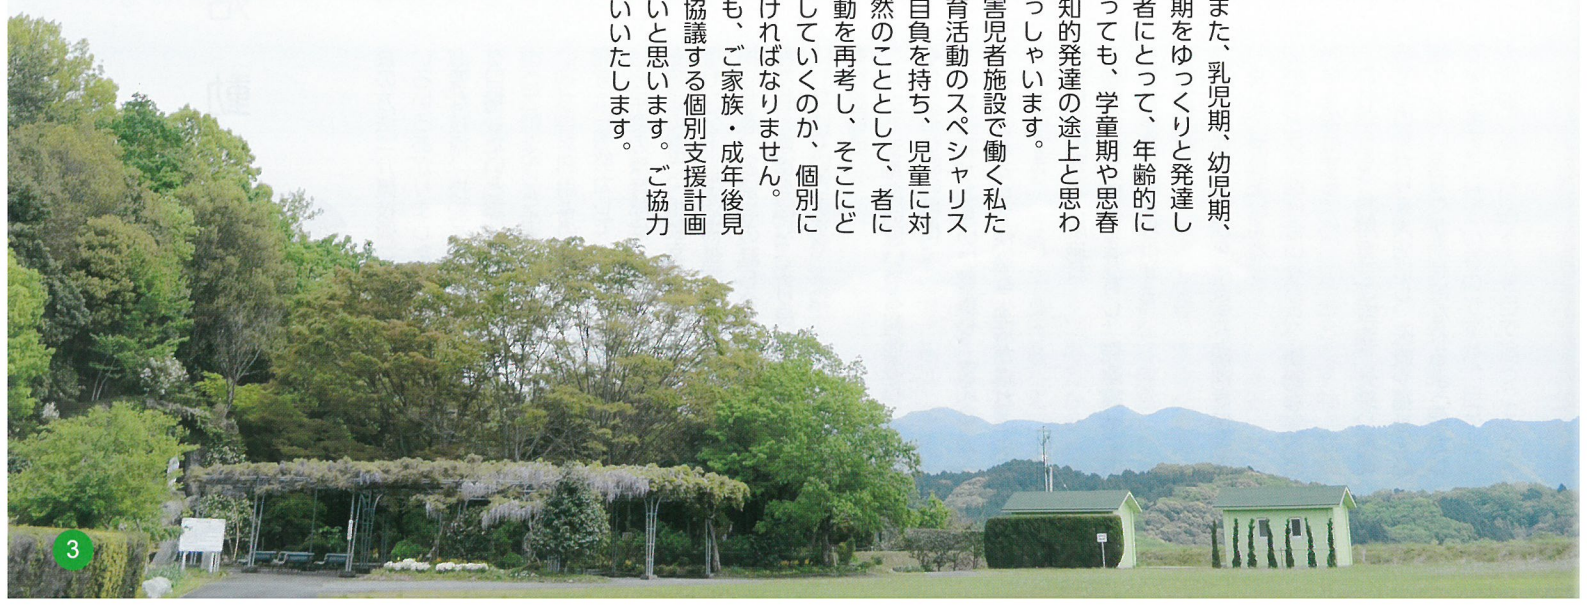 また、乳児期、幼児期、
期をゆっくりと発達し
者にとって、年齢的に
っても、学童期や思春
知的発達の途上と思わ
っしゃいます。
害児者施設で働く私た
育活動のスペシャリス
自負を持ち、児童に対
然のこととして、者に
動を再考し、そこにど
していくのか、個別に
ければなりません。
も、ご家族・成年後見
協議する個別支援計画
いと思います。ご協力
いいたします。
3